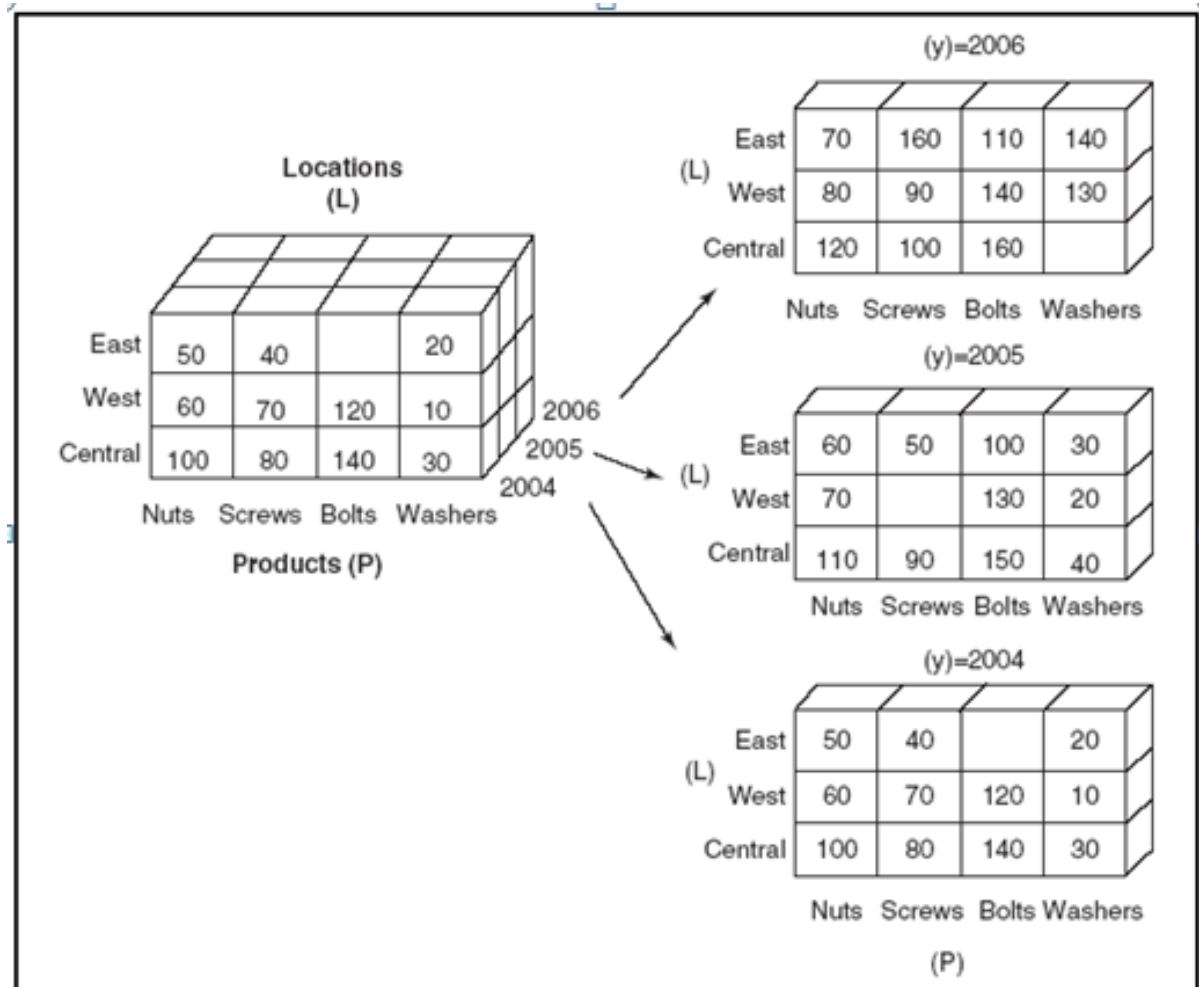 Locations
(L)
East 50 40 20
West 60 70 120 10
Central 100 80 140 30
2006
2005
2004
Nuts Screws Bolts Washers
Products (P)
(y)=2006
(L)
East 70 160 110 140
West 80 90 140 130
Central 120 100 160
Nuts Screws Bolts Washers
(y)=2005
(L)
East 60 50 100 30
West 70 130 20
Central 110 90 150 40
Nuts Screws Bolts Washers
(y)=2004
(L)
East 50 40 20
West 60 70 120 10
Central 100 80 140 30
Nuts Screws Bolts Washers
(P)